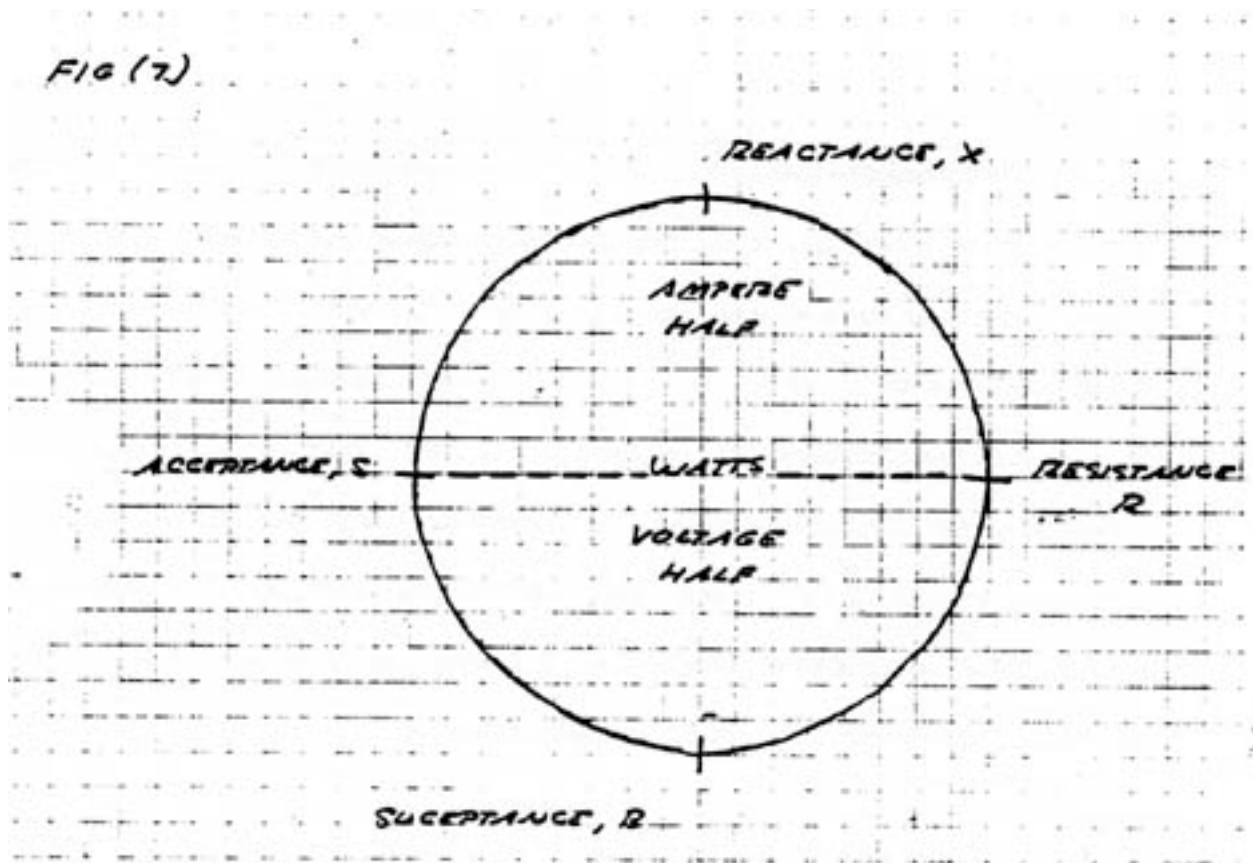 FIG (7)
REACTANCE, X
AMPERE
HALF
ACCEPTANCE, S
WATTS
RESISTANCE
R
VOLTAGE
HALF
SUCEPTANCE, B